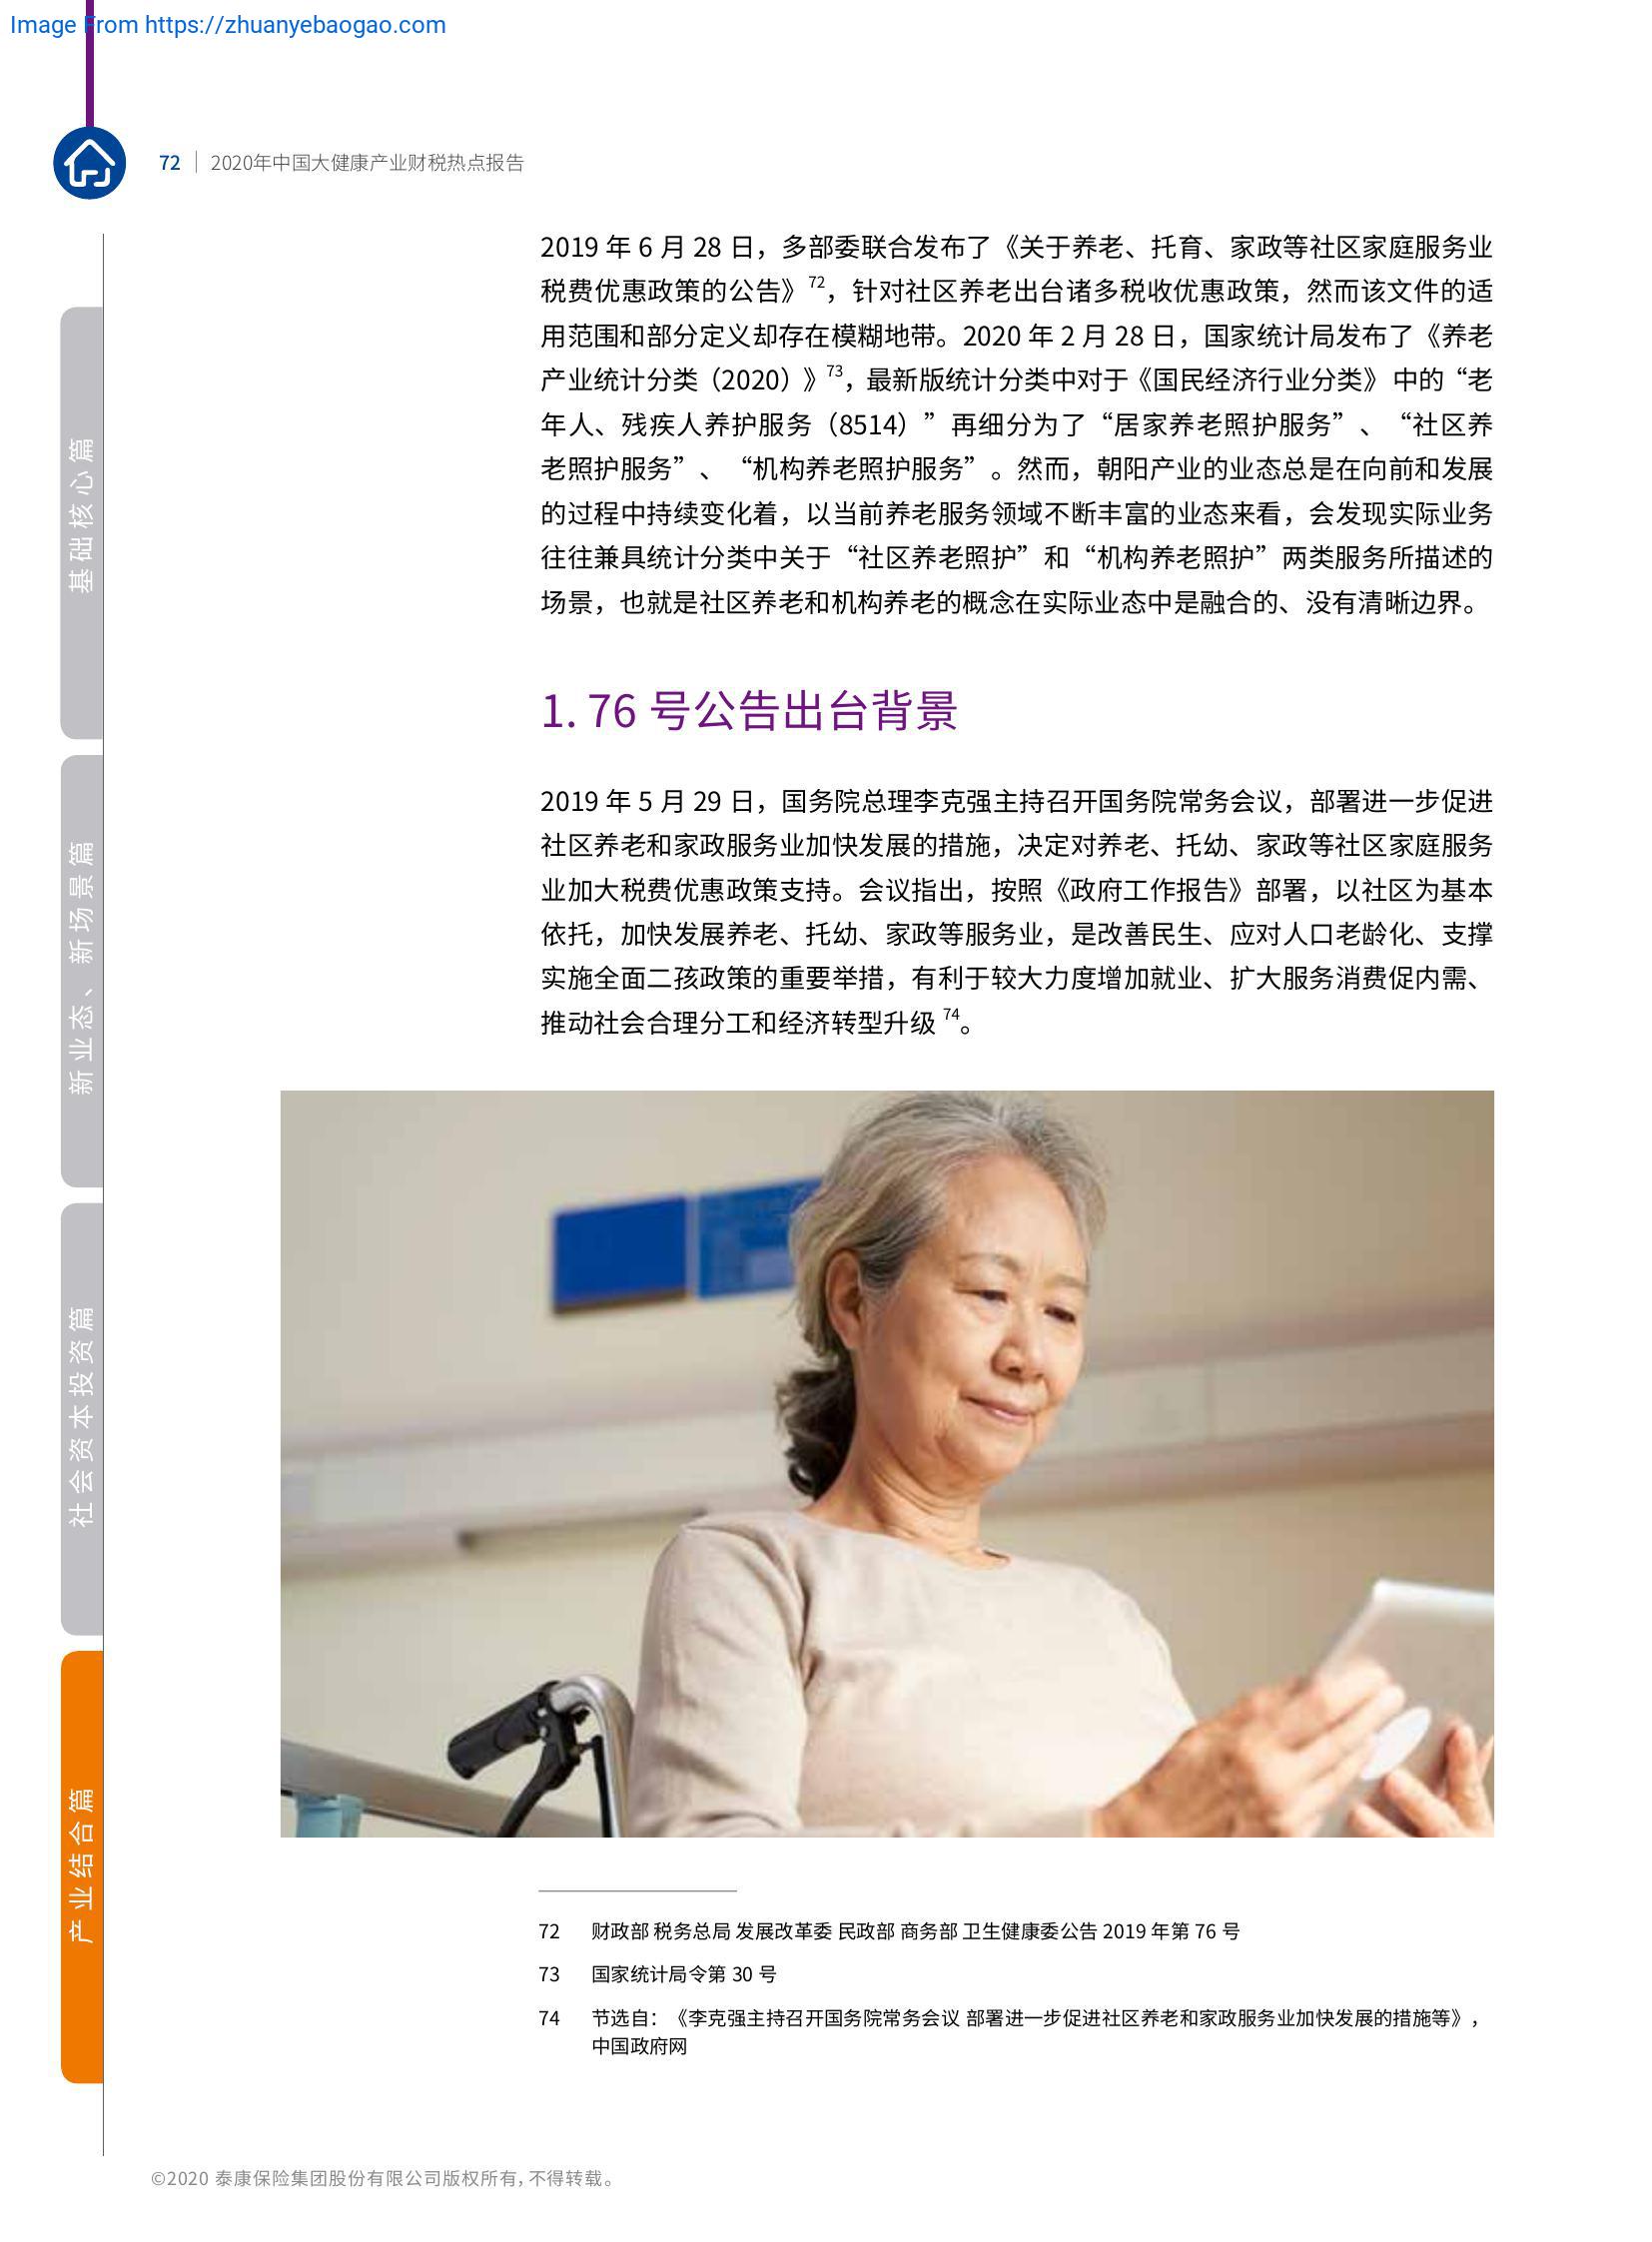 Image From https://zhuanyebaogao.com
72 | 2020年中国大健康产业财税热点报告
2019 年 6 月 28 日，多部委联合发布了《关于养老、托育、家政等社区家庭服务业
税费优惠政策的公告》72，针对社区养老出台诸多税收优惠政策，然而该文件的适
用范围和部分定义却存在模糊地带。2020 年 2 月 28 日，国家统计局发布了《养老
产业统计分类（2020）》73，最新版统计分类中对于《国民经济行业分类》 中的“老
年人、残疾人养护服务（8514）”再细分为了“居家养老照护服务”、“社区养
老照护服务”、“机构养老照护服务”。然而，朝阳产业的业态总是在向前和发展
的过程中持续变化着，以当前养老服务领域不断丰富的业态来看，会发现实际业务
往往兼具统计分类中关于“社区养老照护”和“机构养老照护”两类服务所描述的
场景，也就是社区养老和机构养老的概念在实际业态中是融合的、没有清晰边界。
1. 76 号公告出台背景
2019 年 5 月 29 日，国务院总理李克强主持召开国务院常务会议，部署进一步促进
社区养老和家政服务业加快发展的措施，决定对养老、托幼、家政等社区家庭服务
业加大税费优惠政策支持。会议指出，按照《政府工作报告》部署，以社区为基本
依托，加快发展养老、托幼、家政等服务业，是改善民生、应对人口老龄化、支撑
实施全面二孩政策的重要举措，有利于较大力度增加就业、扩大服务消费促内需、
推动社会合理分工和经济转型升级 74。
72 财政部 税务总局 发展改革委 民政部 商务部 卫生健康委公告 2019 年第 76 号
73 国家统计局令第 30 号
74 节选自：《李克强主持召开国务院常务会议 部署进一步促进社区养老和家政服务业加快发展的措施等》，
中国政府网
基础核心篇
新业态、新场景篇
社会资本投资篇
产业结合篇
©2020 泰康保险集团股份有限公司版权所有，不得转载。